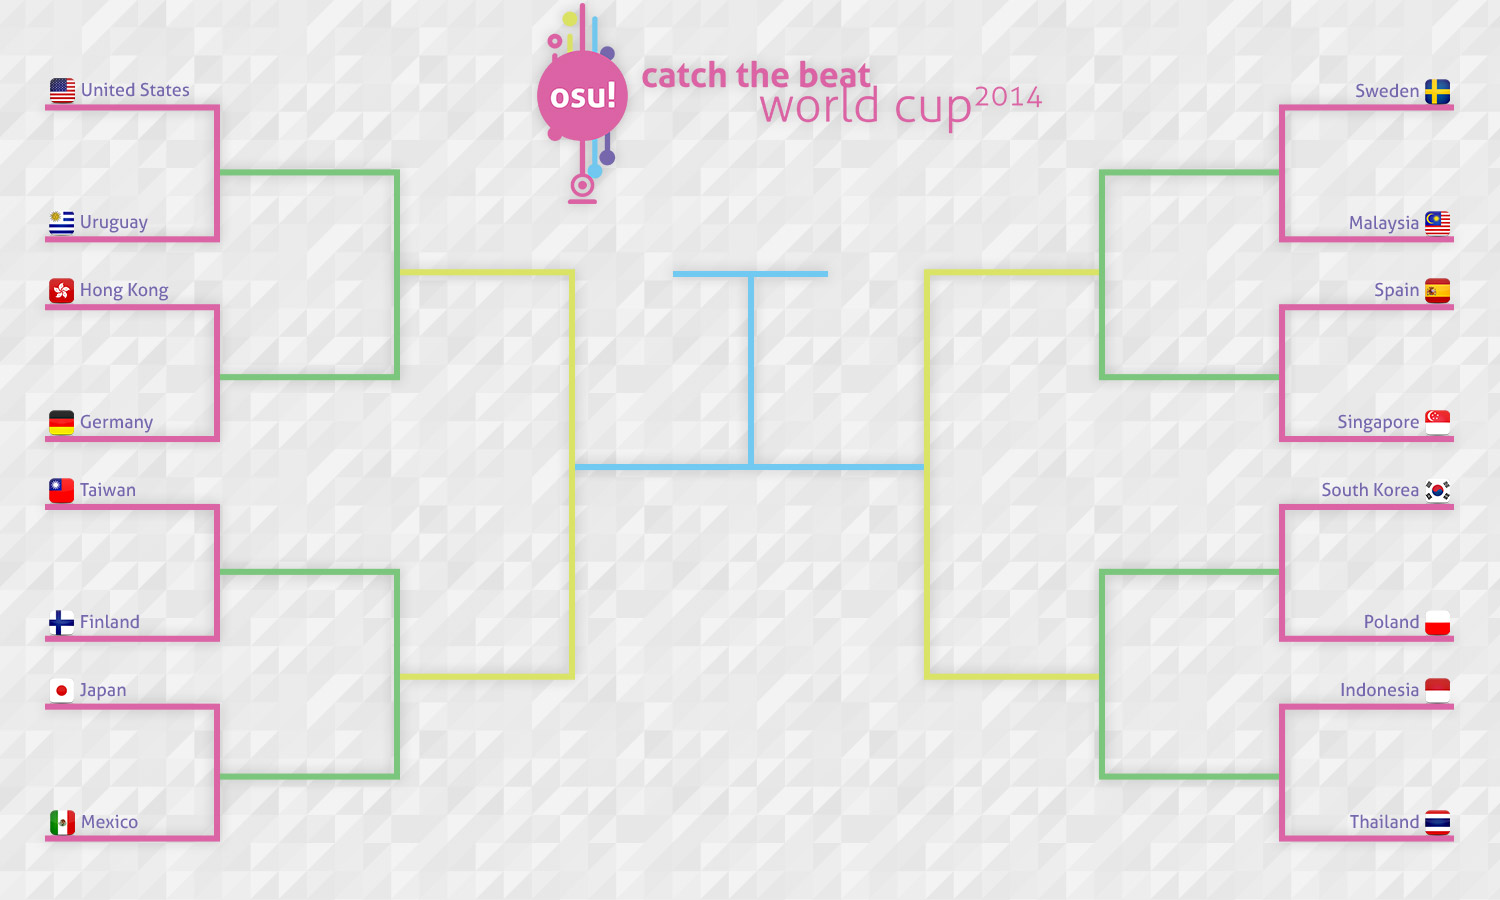 osu!
catch the beat
world cup 2014
United States
Uruguay
Hong Kong
Germany
Taiwan
Finland
Japan
Mexico
Sweden
Malaysia
Spain
Singapore
South Korea
Poland
Indonesia
Thailand